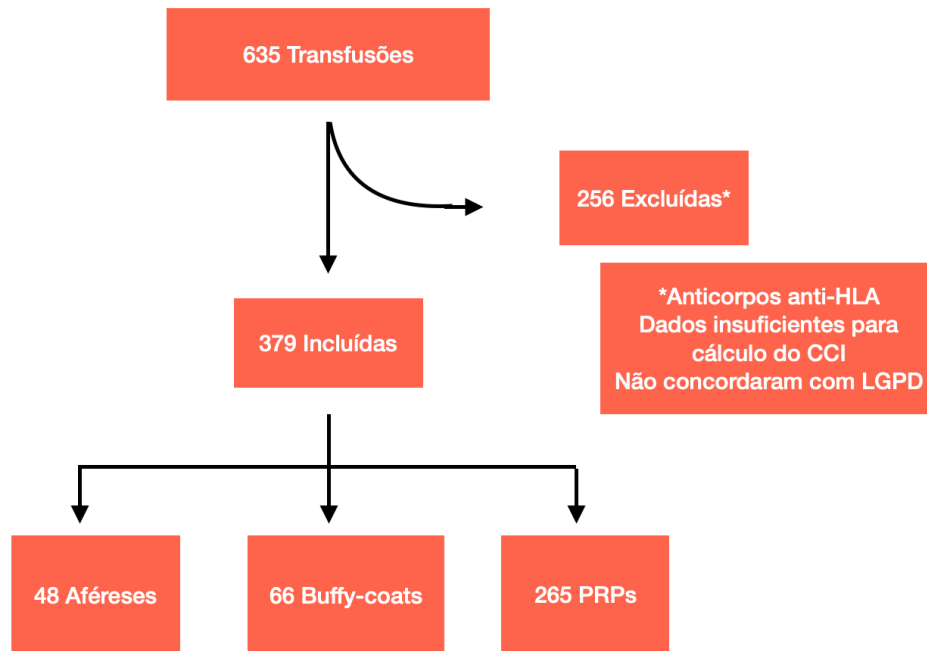 635 Transfusões
256 Excluídas*
*Anticorpos anti-HLA
Dados insuficientes para
cálculo do CCI
Não concordaram com LGPD
379 Incluídas
48 Aféreses
66 Buffy-coats
265 PRPs